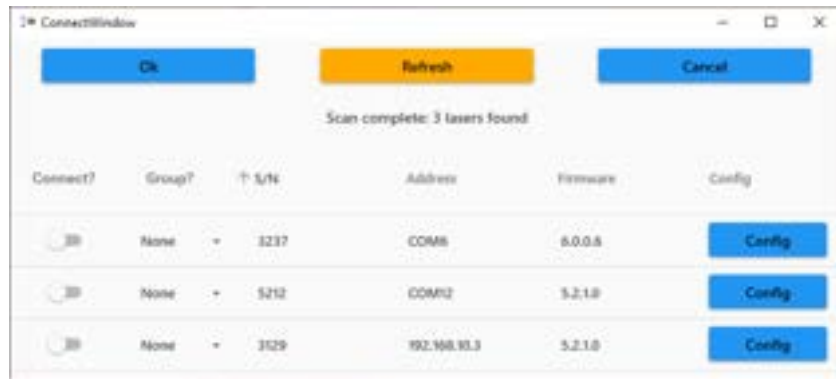 ConnectWindow
Ok Refresh Cancel
Scan complete: 3 lasers found
Connect? Group? ↑ S/N Address Firmware Config
None 3237 COM6 6.0.0.6 Config
None 5212 COM12 5.2.1.0 Config
None 3129 192.168.10.3 5.2.1.0 Config